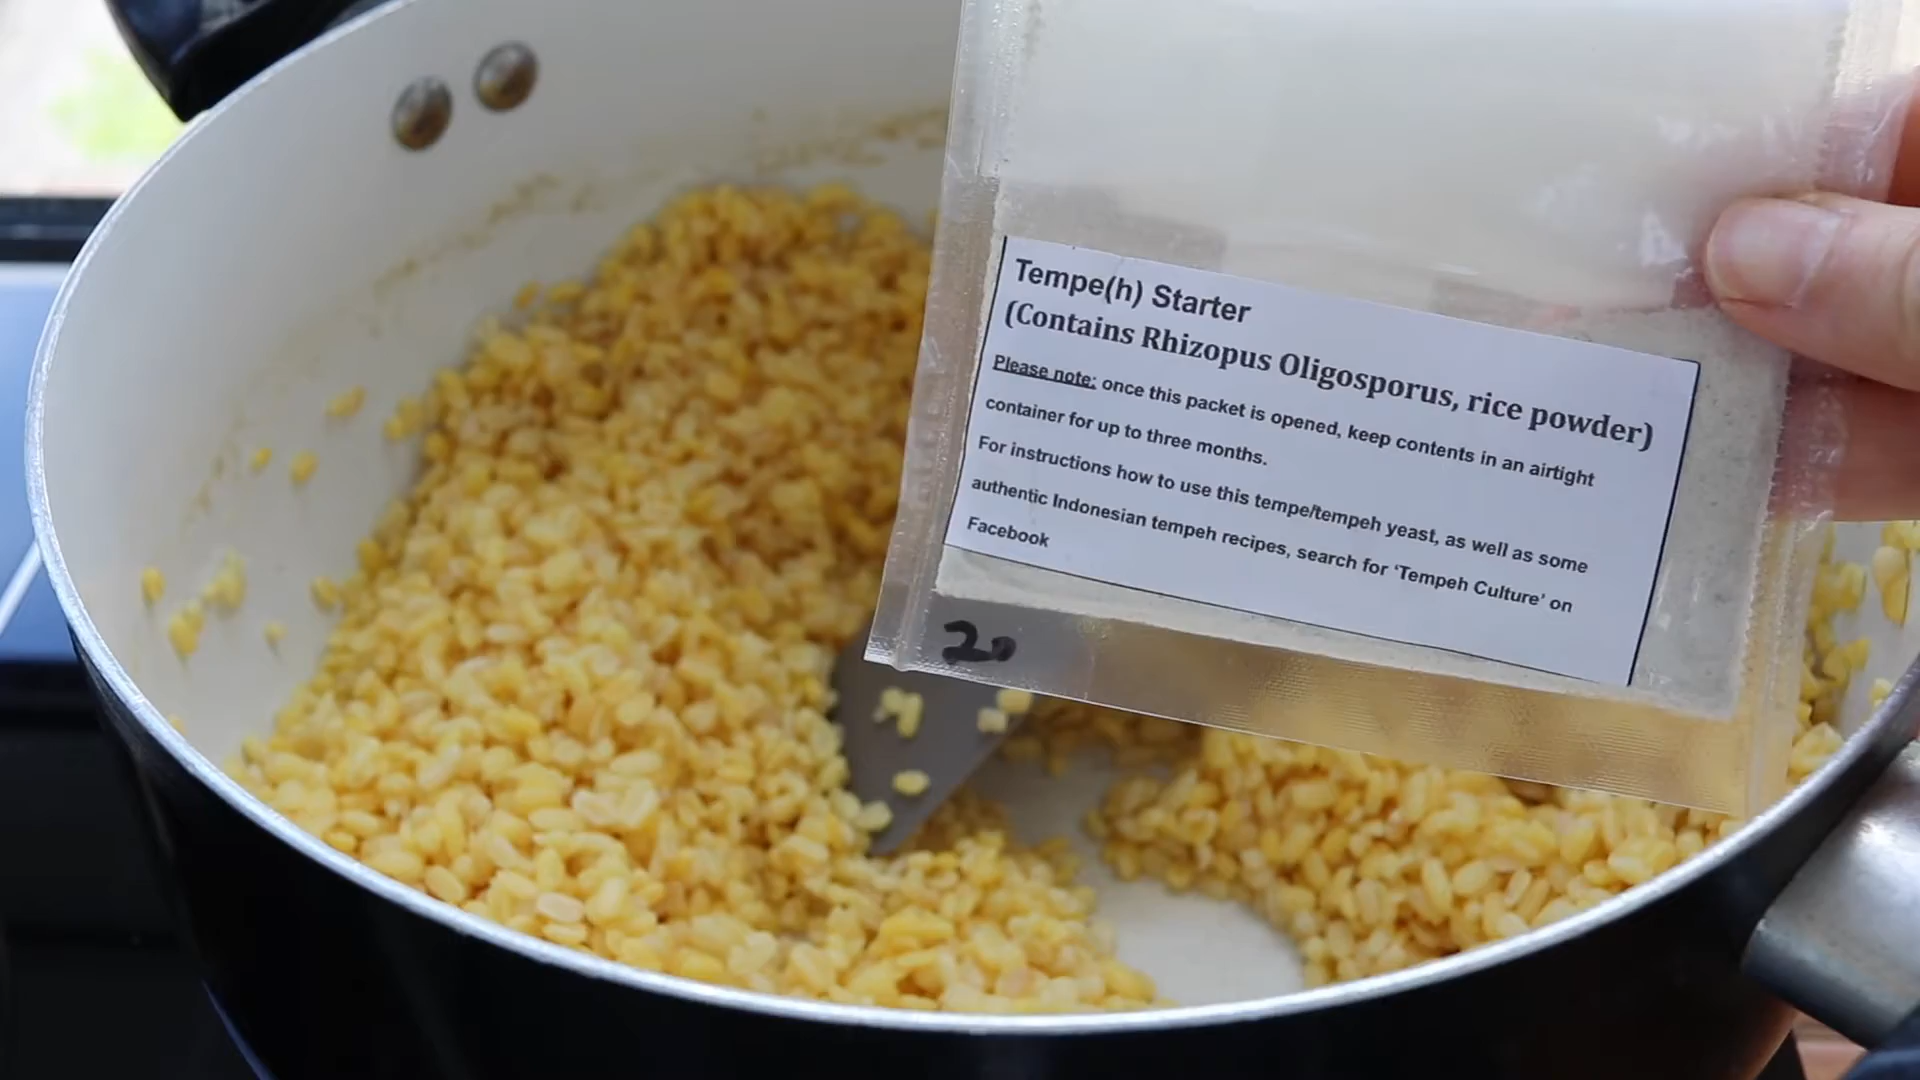 Tempe(h) Starter
(Contains Rhizopus Oligosporus, rice powder)
Please note: once this packet is opened, keep contents in an airtight
container for up to three months.
For instructions how to use this tempe/tempeh yeast, as well as some
authentic Indonesian tempeh recipes, search for ‘Tempeh Culture’ on
Facebook
20